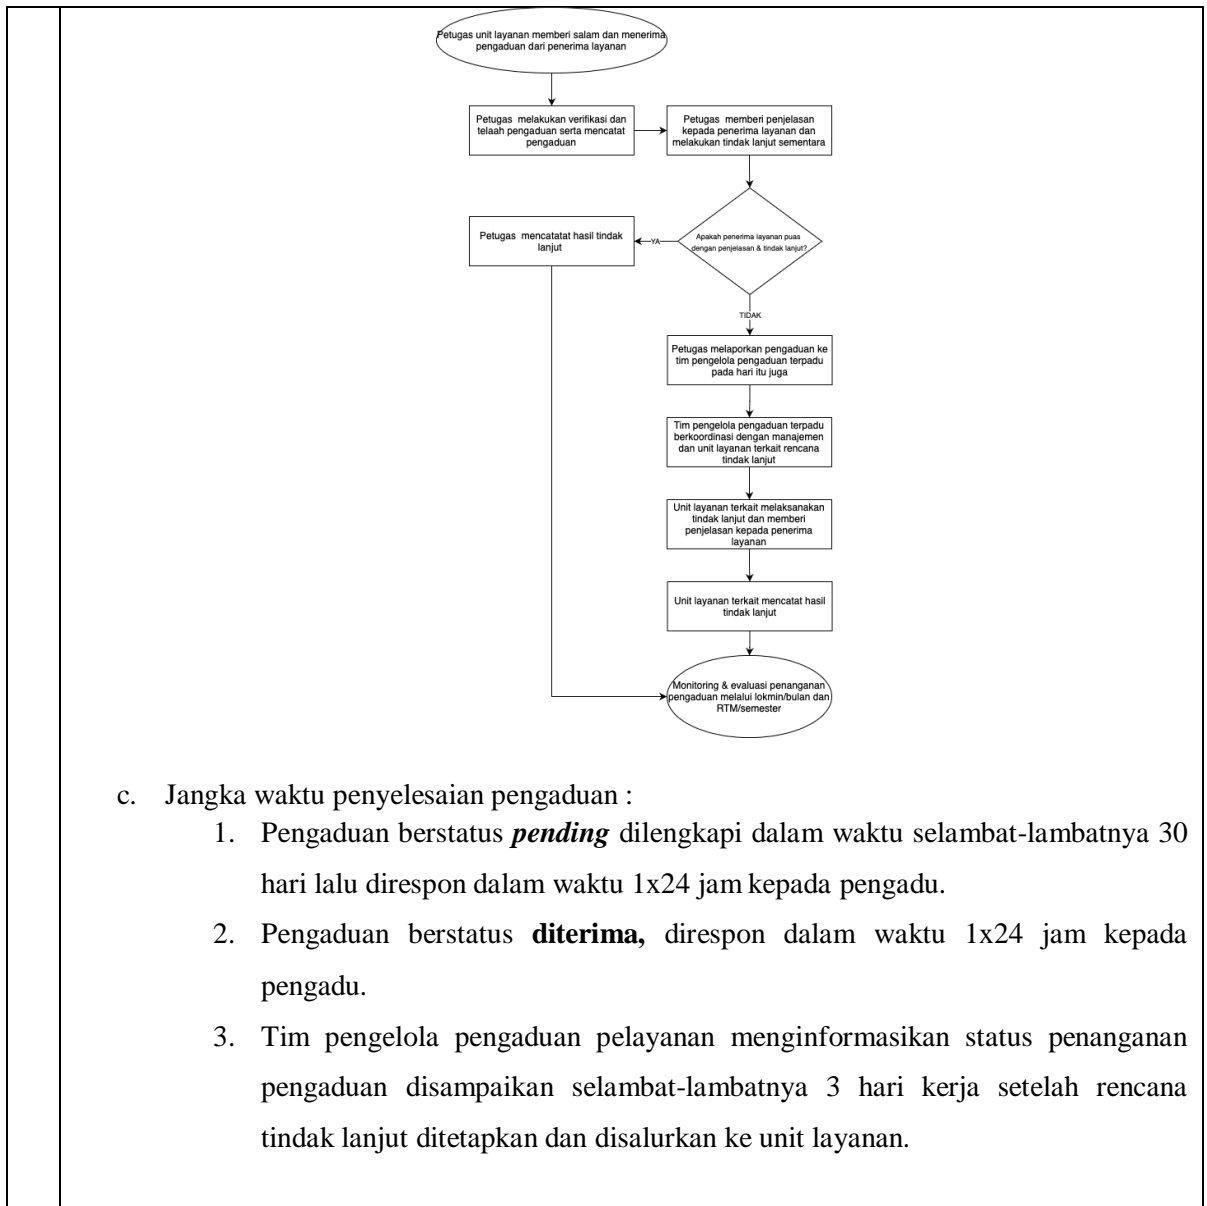 Petugas unit layanan memberi salam dan menerima
pengaduan dari penerima layanan
Petugas melakukan verifikasi dan
telaah pengaduan serta mencatat
pengaduan
Petugas memberi penjelasan
kepada penerima layanan dan
melakukan tindak lanjut sementara
Apakah penerima layanan puas
dengan penjelasan & tindak lanjut?
YA
Petugas mencatatat hasil tindak
lanjut
TIDAK
Petugas melaporkan pengaduan ke
tim pengelola pengaduan terpadu
pada hari itu juga
Tim pengelola pengaduan terpadu
berkoordinasi dengan manajemen
dan unit layanan terkait rencana
tindak lanjut
Unit layanan terkait melaksanakan
tindak lanjut dan memberi
penjelasan kepada penerima
layanan
Unit layanan terkait mencatat hasil
tindak lanjut
Monitoring & evaluasi penanganan
pengaduan melalui lokmin/bulan dan
RTM/semester
c. Jangka waktu penyelesaian pengaduan :
1. Pengaduan berstatus pending dilengkapi dalam waktu selambat-lambatnya 30
hari lalu direspon dalam waktu 1x24 jam kepada pengadu.
2. Pengaduan berstatus diterima, direspon dalam waktu 1x24 jam kepada
pengadu.
3. Tim pengelola pengaduan pelayanan menginformasikan status penanganan
pengaduan disampaikan selambat-lambatnya 3 hari kerja setelah rencana
tindak lanjut ditetapkan dan disalurkan ke unit layanan.